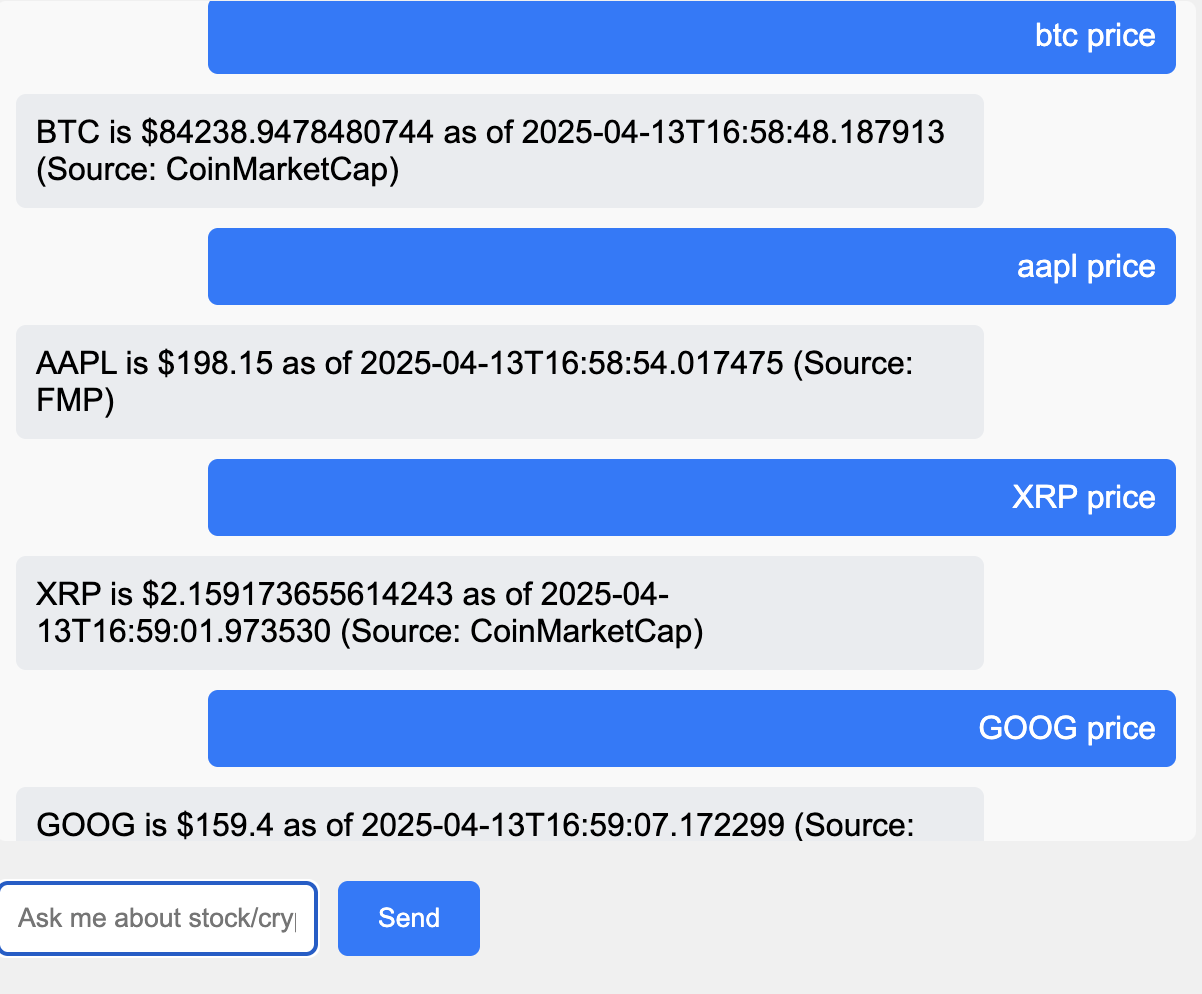 btc price
BTC is $84238.9478480744 as of 2025-04-13T16:58:48.187913
(Source: CoinMarketCap)
aapl price
AAPL is $198.15 as of 2025-04-13T16:58:54.017475 (Source:
FMP)
XRP price
XRP is $2.159173655614243 as of 2025-04-
13T16:59:01.973530 (Source: CoinMarketCap)
GOOG price
GOOG is $159.4 as of 2025-04-13T16:59:07.172299 (Source:
Ask me about stock/cry
Send